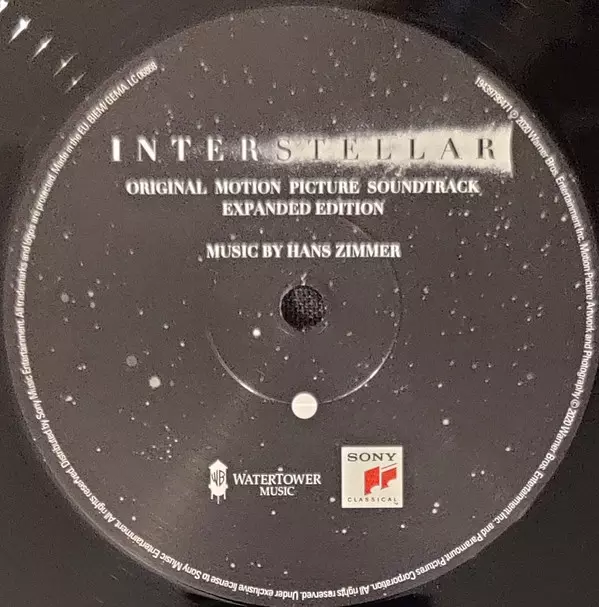 INTERSTELLAR
ORIGINAL MOTION PICTURE SOUNDTRACK
EXPANDED EDITION
MUSIC BY HANS ZIMMER
WB
WATERTOWER
MUSIC
SONY
CLASSICAL
19439796471 ℗ 2020 Warner Bros. Entertainment Inc. Motion Picture Artwork and Photography © 2020 Warner Bros. Entertainment Inc. and Paramount Pictures Corporation. All rights reserved. Under exclusive license to Sony Music Entertainment. All rights reserved. Distributed by Sony Music Entertainment. All trademarks and logos are protected. Made in the EU. BIEM/GEMA. LC 06868